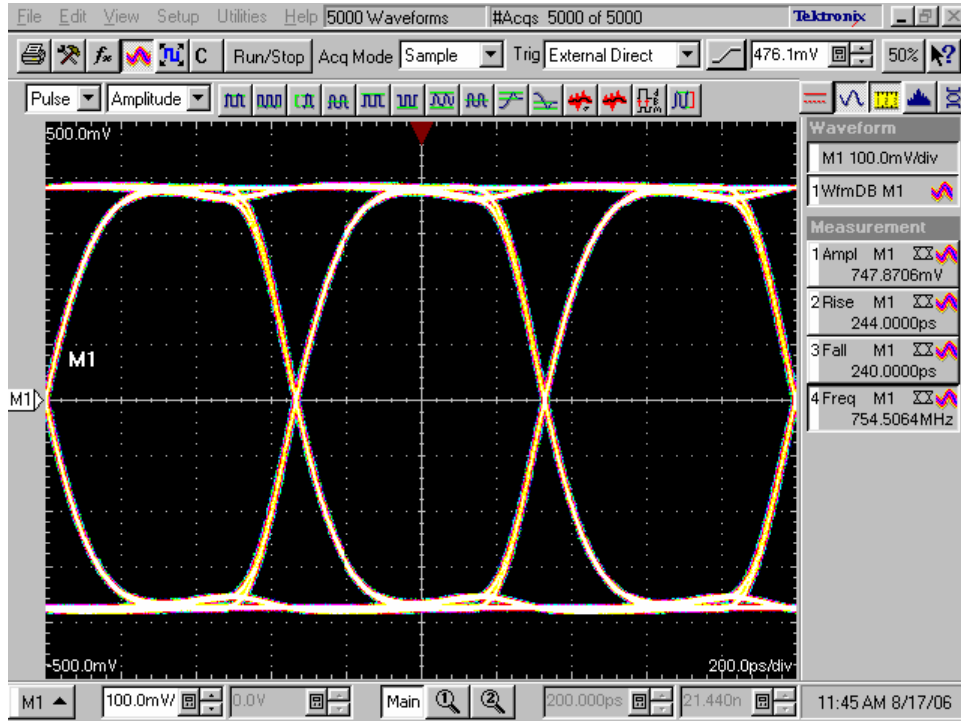 File Edit View Setup Utilities Help 5000 Waveforms #Acqs 5000 of 5000 Tektronix
fx C Run/Stop Acq Mode Sample Trig External Direct 476.1mV 50% ?
Pulse Amplitude
500.0mV
Waveform
M1 100.0mV/div
1 WfmDB M1
Measurement
1 Ampl M1
747.8706mV
2 Rise M1
244.0000ps
3 Fall M1
240.0000ps
4 Freq M1
754.5064MHz
M1
M1
-500.0mV 200.0ps/div
M1 100.0mV/ 0.0V Main 1 2 200.000ps 21.440n 11:45 AM 8/17/06